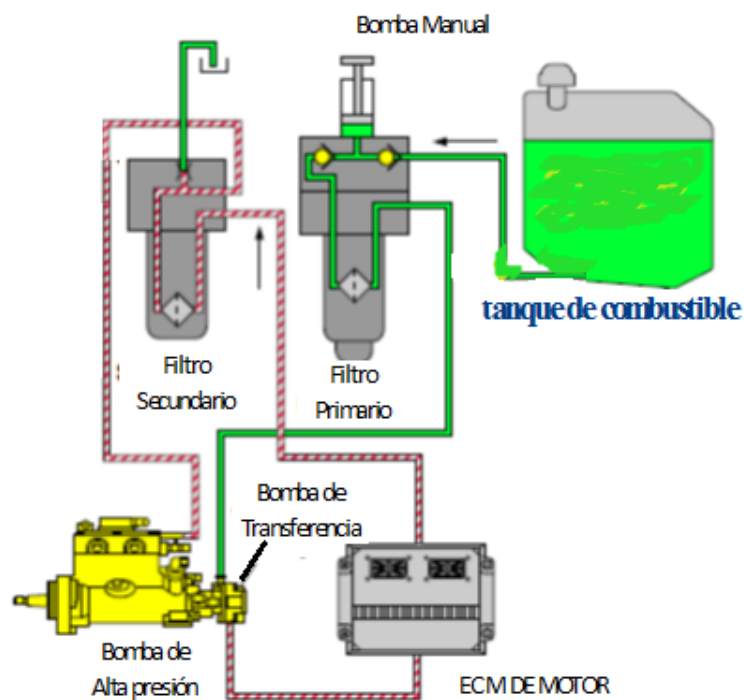 Bomba Manual
tanque de combustible
Filtro
Secundario
Filtro
Primario
Bomba de
Transferencia
Bomba de
Alta presión
ECM DE MOTOR